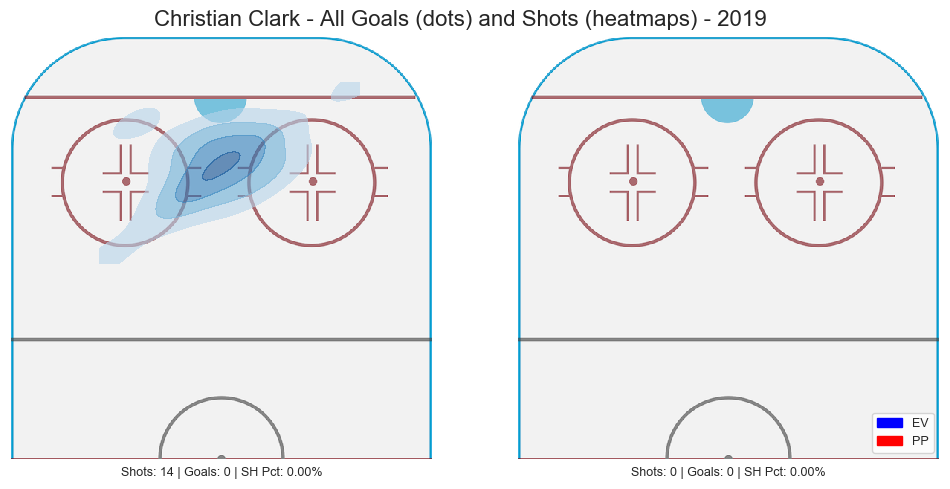 Christian Clark - All Goals (dots) and Shots (heatmaps) - 2019
EV
PP
Shots: 14 | Goals: 0 | SH Pct: 0.00%
Shots: 0 | Goals: 0 | SH Pct: 0.00%